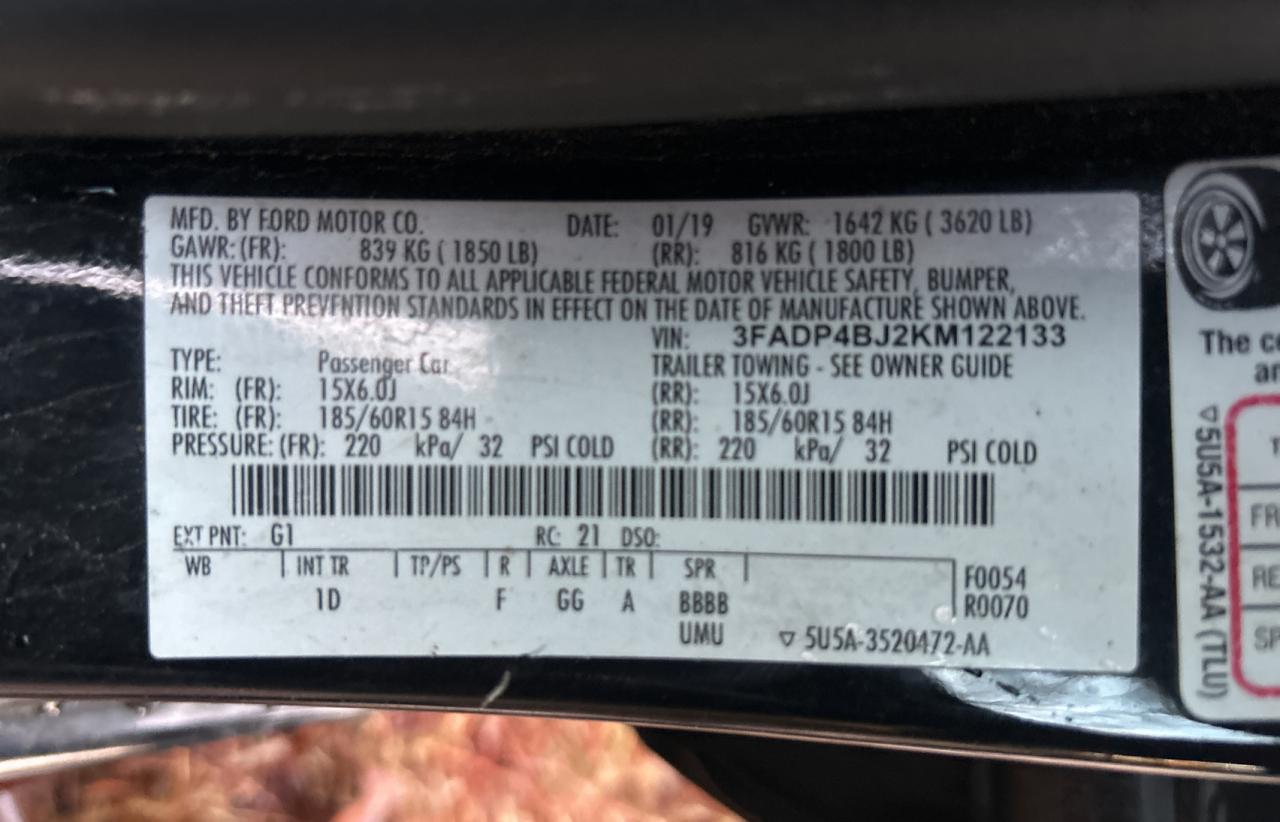 MFD. BY FORD MOTOR CO. DATE: 01/19 GVWR: 1642 KG ( 3620 LB)
GAWR: (FR): 839 KG ( 1850 LB) (RR): 816 KG ( 1800 LB)
THIS VEHICLE CONFORMS TO ALL APPLICABLE FEDERAL MOTOR VEHICLE SAFETY, BUMPER,
AND THEFT PREVENTION STANDARDS IN EFFECT ON THE DATE OF MANUFACTURE SHOWN ABOVE.
VIN: 3FADP4BJ2KM122133
TYPE: Passenger Car TRAILER TOWING - SEE OWNER GUIDE
RIM: (FR): 15X6.0J (RR): 15X6.0J
TIRE: (FR): 185/60R15 84H (RR): 185/60R15 84H
PRESSURE: (FR): 220 kPa/ 32 PSI COLD (RR): 220 kPa/ 32 PSI COLD
EXT PNT: G1 RC: 21 DSO:
WB INT TR TP/PS R AXLE TR SPR F0054
1D F GG A BBBB R0070
UMU ▽ 5U5A-3520472-AA
The
▽5U5A-1532-AA (TLU)
FR
RE
SP